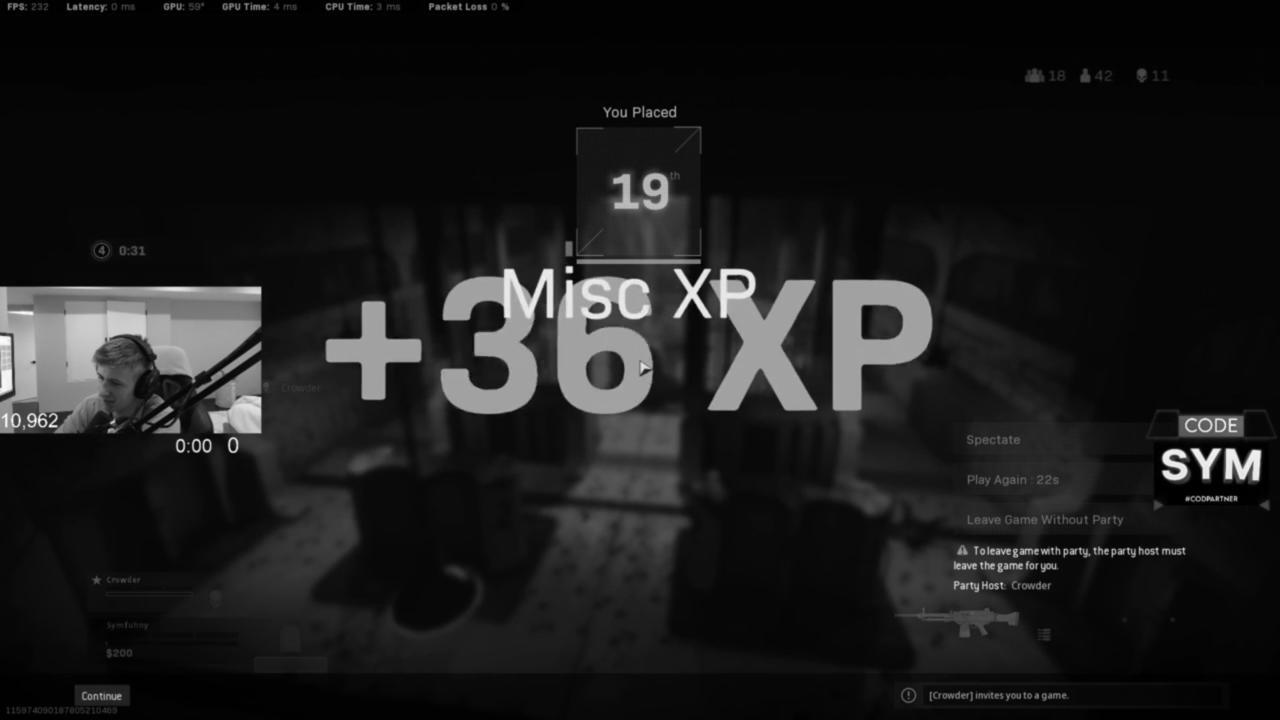 FPS: 232 Latency: 0 ms GPU: 59° GPU Time: 4 ms CPU Time: 3 ms Packet Loss 0 %
18 42 11
You Placed
19th
4 0:31
Misc XP
+36 XP
Crowder
10,962
0:00 0
CODE
SYM
#CODPARTNER
Spectate
Play Again : 22s
Leave Game Without Party
To leave game with party, the party host must
leave the game for you.
Party Host: Crowder
Crowder
Symfuhny
$200
Continue
[Crowder] invites you to a game.
115974090187805210469